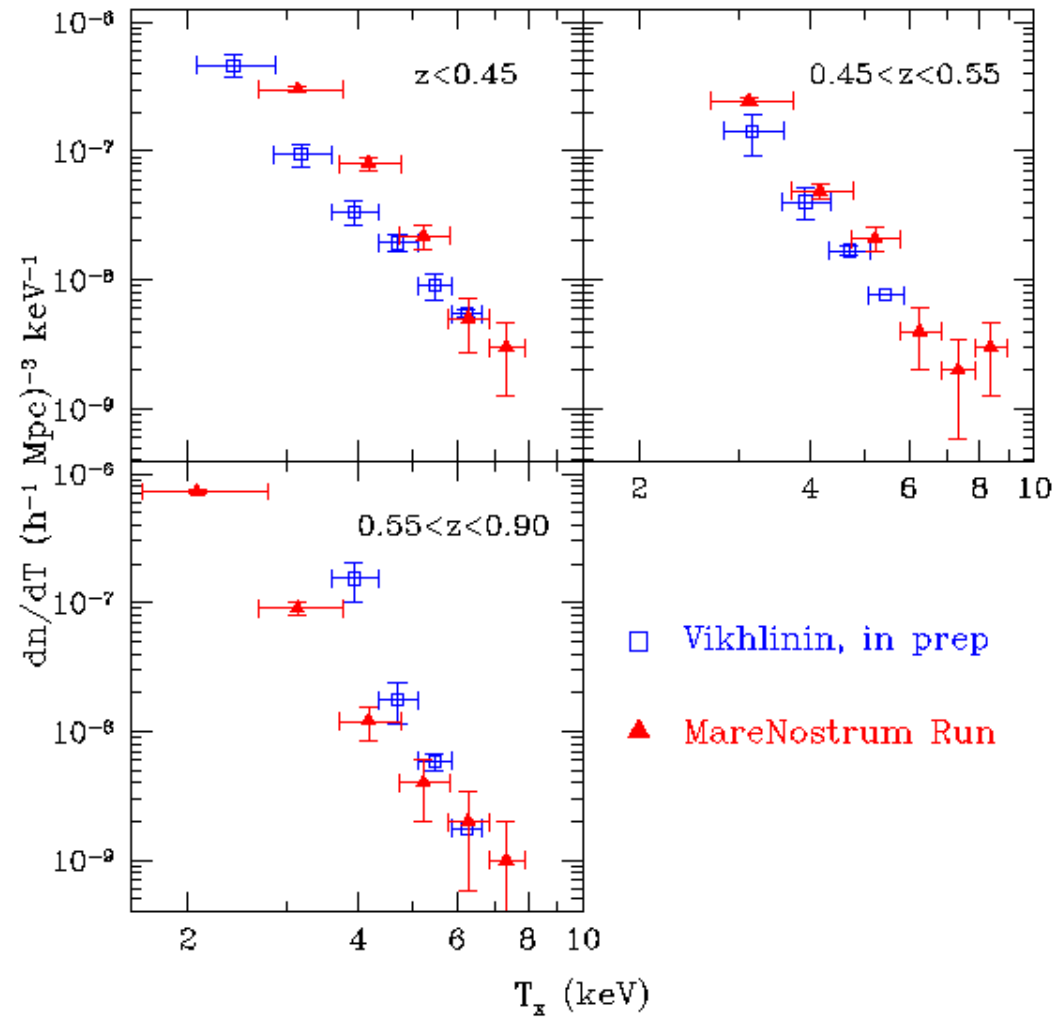 10⁻⁶
z<0.45
0.45<z<0.55
10⁻⁷
10⁻⁸
10⁻⁹
dn/dT (h⁻¹ Mpc)⁻³ keV⁻¹
2 4 6 8 10
10⁻⁶
0.55<z<0.90
10⁻⁷
Vikhlinin, in prep
10⁻⁸
MareNostrum Run
10⁻⁹
2 4 6 8 10
Tₓ (keV)